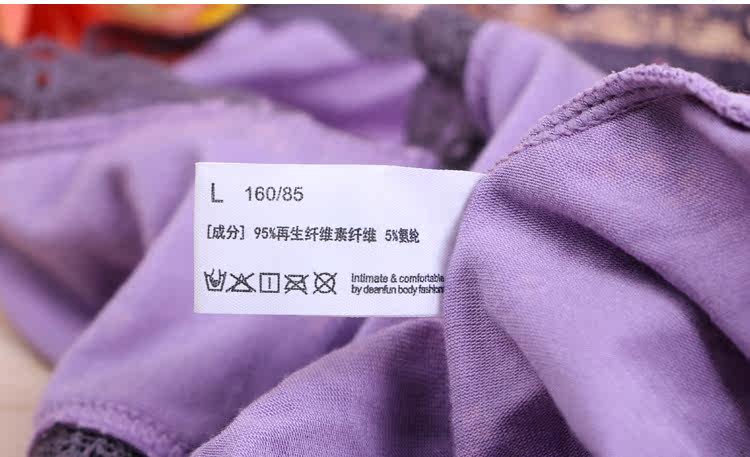 L 160/85
[成分] 95%再生纤维素纤维 5%氨纶
Intimate & comfortable
by deanfun body fashion